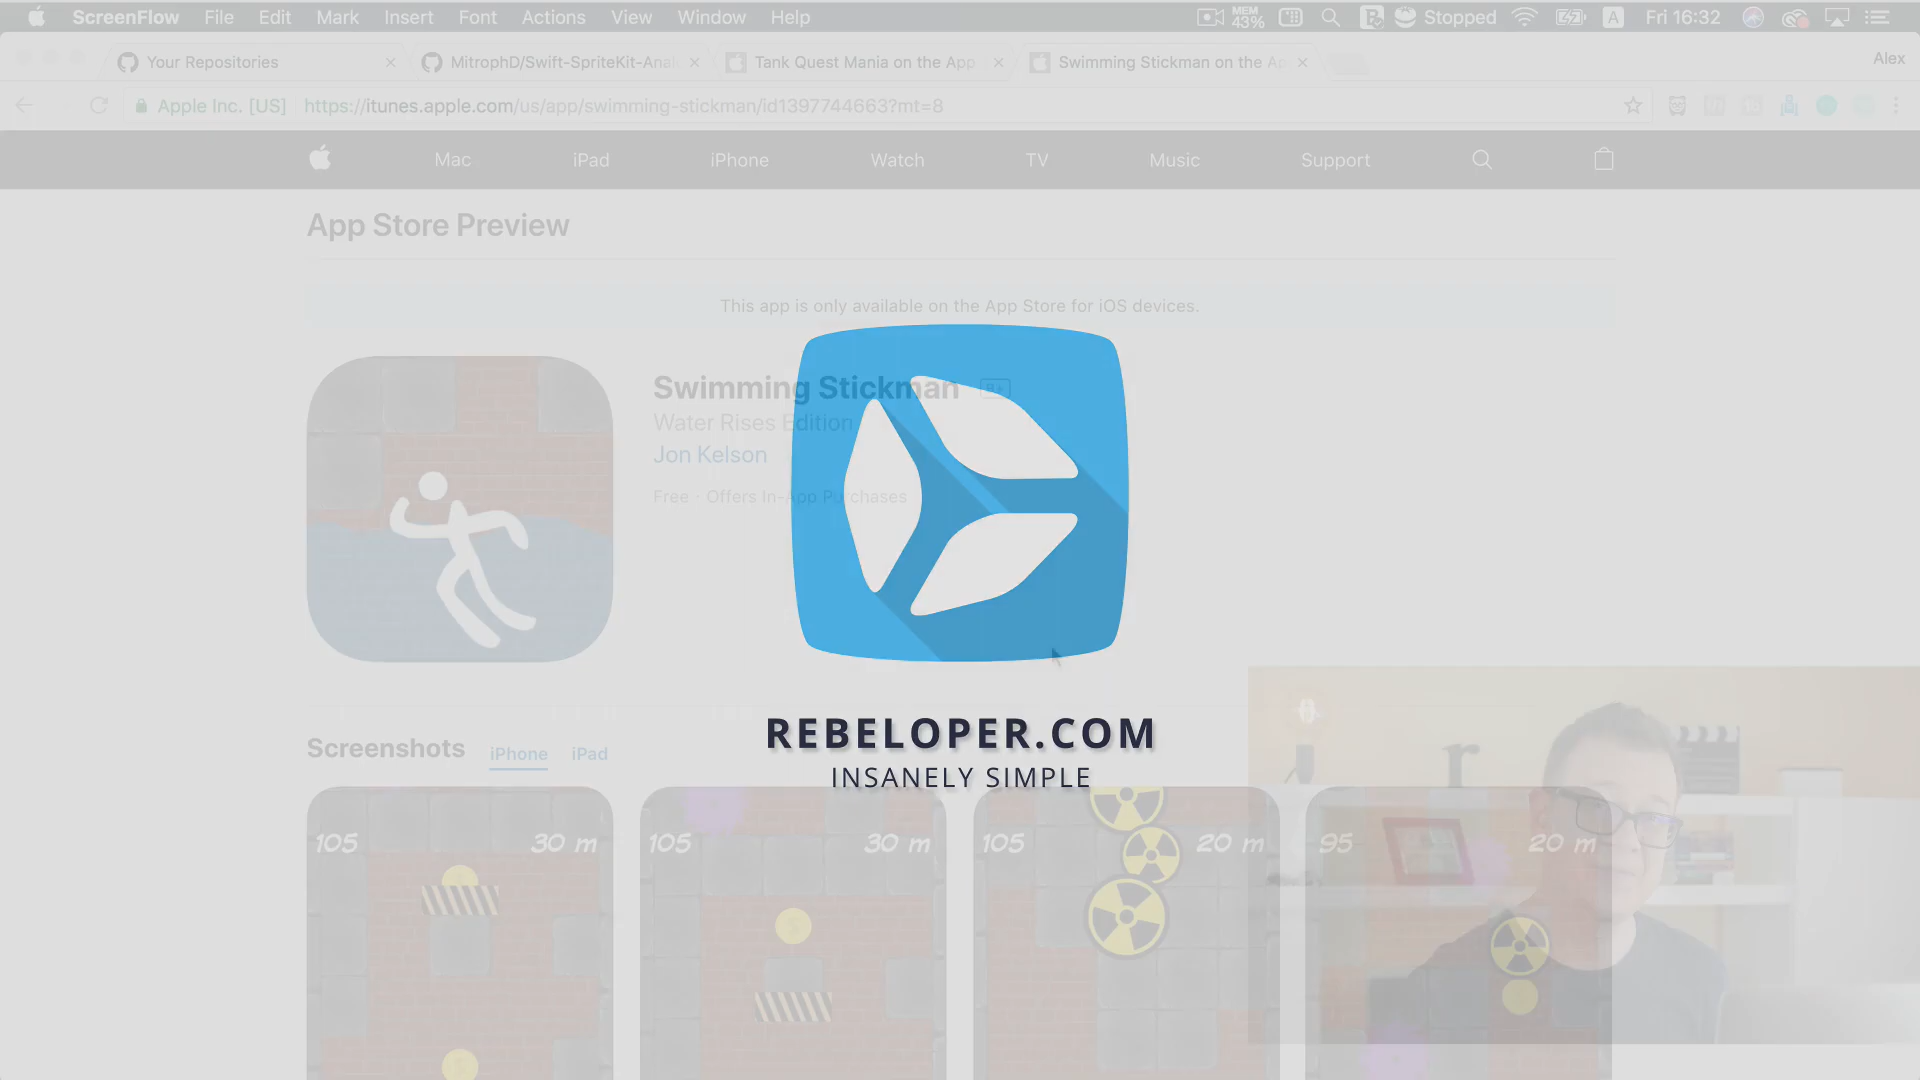 ScreenFlow File Edit Mark Insert Font Actions View Window Help MEM 43% Stopped A Fri 16:32
Your Repositories MitrophD/Swift-SpriteKit-Anal Tank Quest Mania on the App Swimming Stickman on the Ap Alex
Apple Inc. [US] https://itunes.apple.com/us/app/swimming-stickman/id1397744663?mt=8
Mac iPad iPhone Watch TV Music Support
App Store Preview
This app is only available on the App Store for iOS devices.
Swimming Stickman
Water Rises Edition
Jon Kelson
Free · Offers In-App Purchases
REBELOPER.COM
INSANELY SIMPLE
Screenshots iPhone iPad
105 30 m 105 30 m 105 20 m 95 20 m